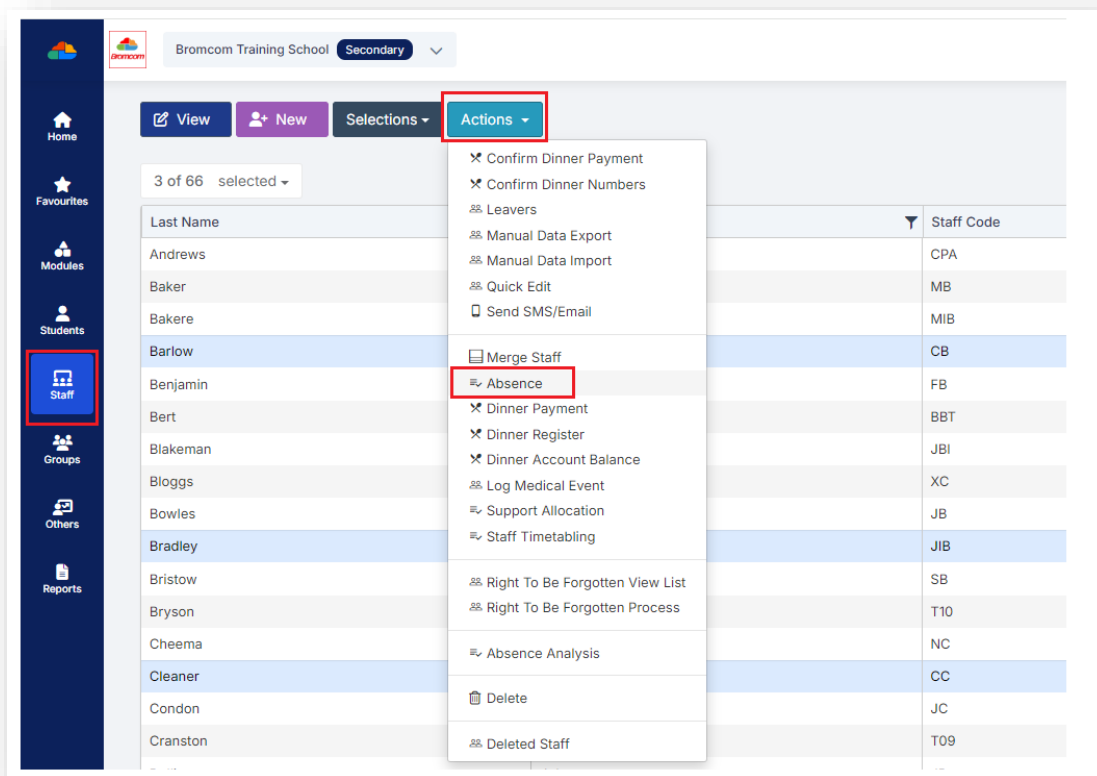 Bromcom
Bromcom Training School Secondary
View New Selections Actions
Home
Favourites
Modules
Students
Staff
Groups
Others
Reports
3 of 66 selected
Confirm Dinner Payment
Confirm Dinner Numbers
Leavers
Manual Data Export
Manual Data Import
Quick Edit
Send SMS/Email
Merge Staff
Absence
Dinner Payment
Dinner Register
Dinner Account Balance
Log Medical Event
Support Allocation
Staff Timetabling
Right To Be Forgotten View List
Right To Be Forgotten Process
Absence Analysis
Delete
Deleted Staff
Last Name Staff Code
Andrews CPA
Baker MB
Bakere MIB
Barlow CB
Benjamin FB
Bert BBT
Blakeman JBI
Bloggs XC
Bowles JB
Bradley JIB
Bristow SB
Bryson T10
Cheema NC
Cleaner CC
Condon JC
Cranston T09